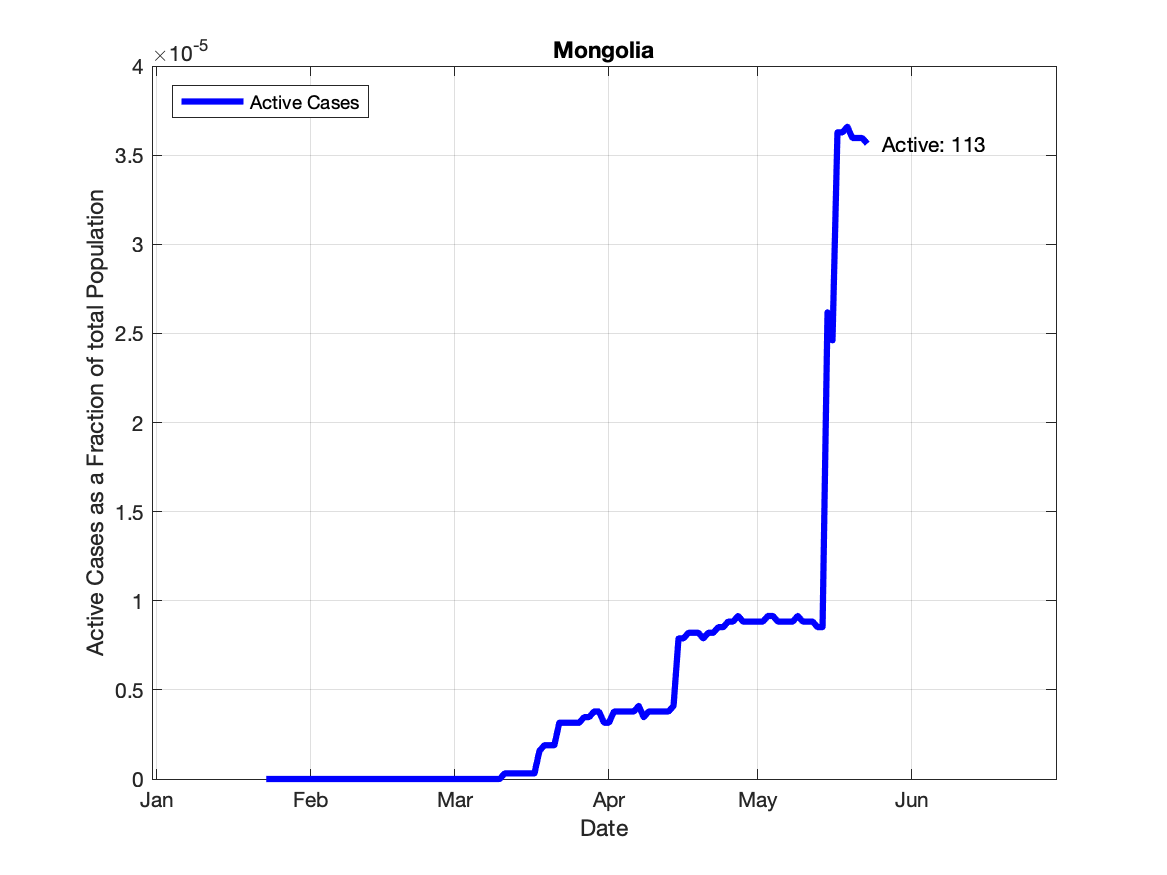 Mongolia
×10^-5
4
3.5
3
2.5
2
1.5
1
0.5
0
Active Cases as a Fraction of total Population
Active Cases
Active: 113
Jan Feb Mar Apr May Jun
Date